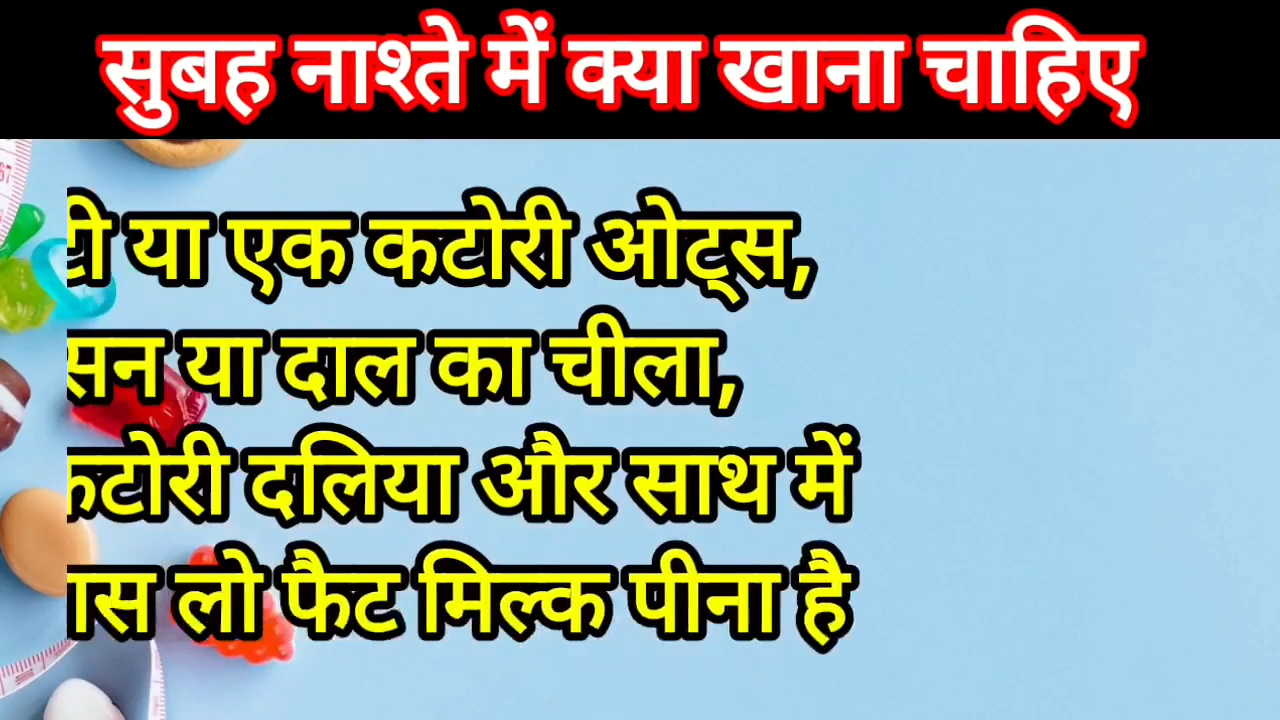 सुबह नाश्ते में क्या खाना चाहिए
या एक कटोरी ओट्स,
या दाल का चीला,
दलिया और साथ में
लो फैट मिल्क पीना है